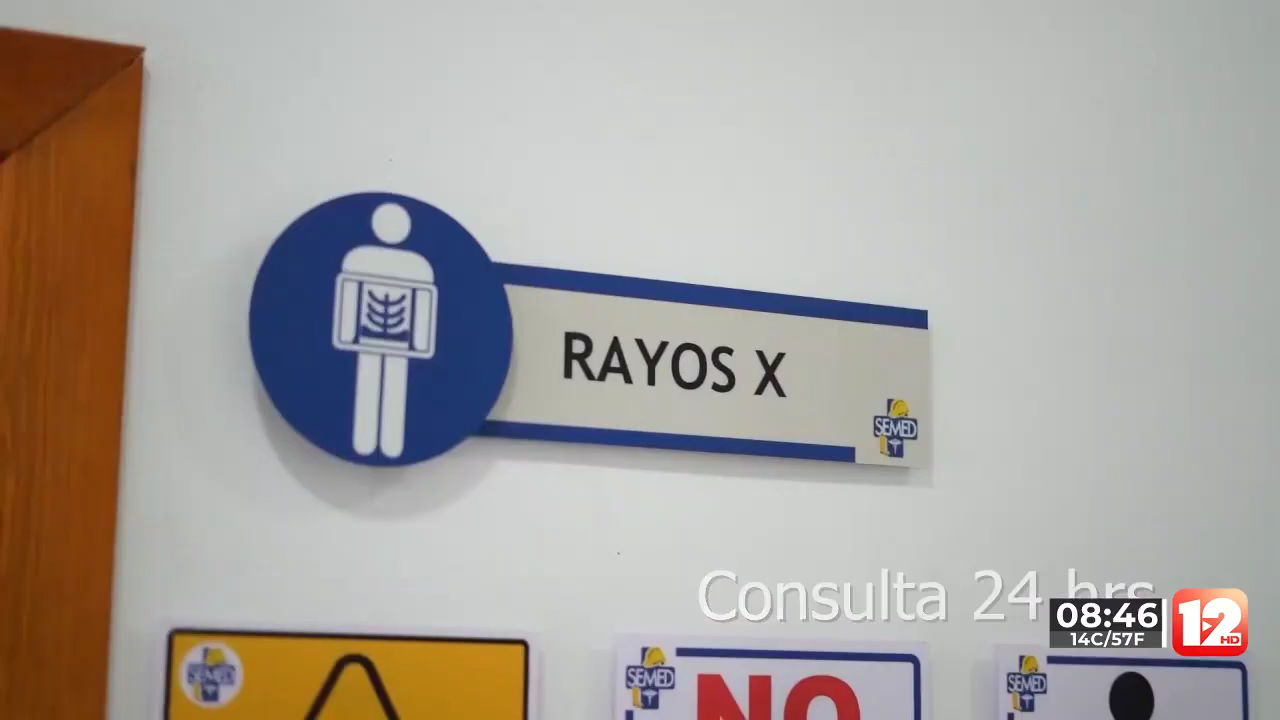 RAYOS X
SEMED
Consulta 24 hrs
08:46
14C/57F
12
HD
SEMED
SEMED
NO
SEMED